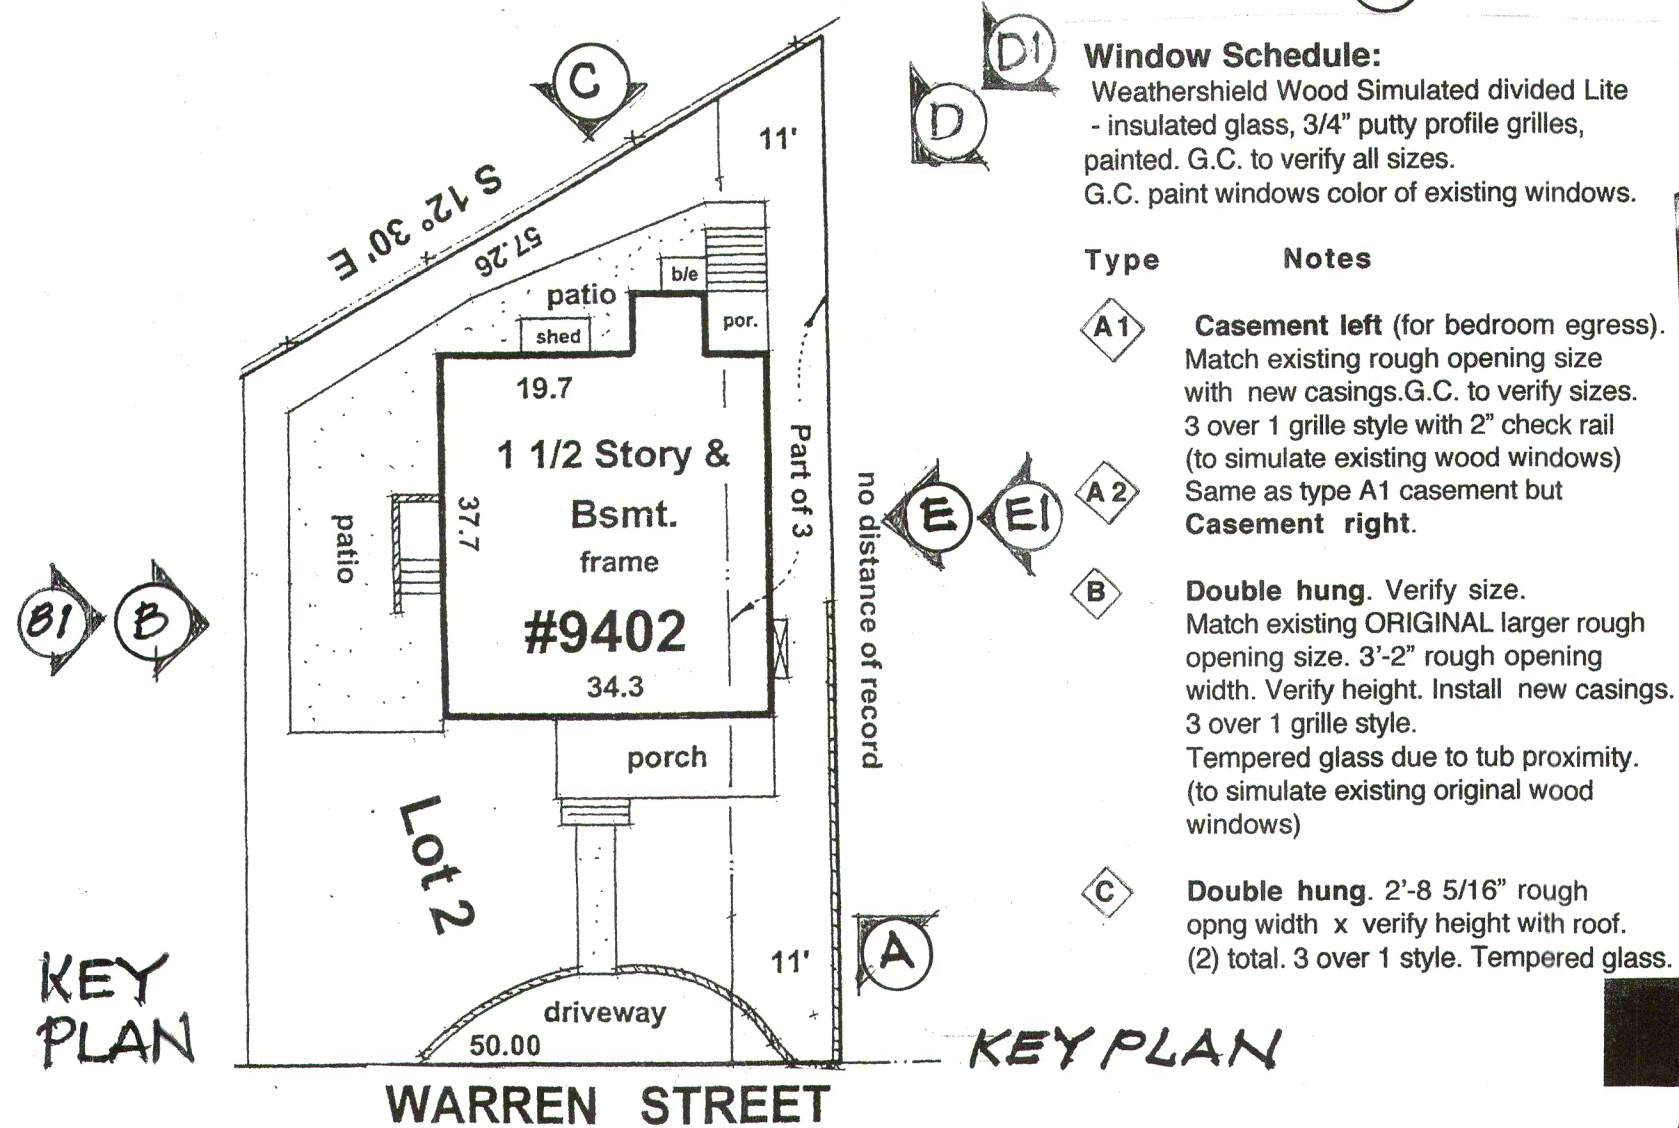 C
D1
D
11'
S 12° 30' E
57.26
b/e
patio
shed
por.
19.7
1 1/2 Story &
Bsmt.
frame
#9402
34.3
37.7
patio
Part of 3
no distance of record
E
E1
B1
B
porch
Lot 2
A
11'
driveway
50.00
KEY
PLAN
KEY PLAN
WARREN STREET
Window Schedule:
Weathershield Wood Simulated divided Lite
- insulated glass, 3/4" putty profile grilles,
painted. G.C. to verify all sizes.
G.C. paint windows color of existing windows.
Type Notes
A1 Casement left (for bedroom egress).
Match existing rough opening size
with new casings.G.C. to verify sizes.
3 over 1 grille style with 2" check rail
(to simulate existing wood windows)
A2 Same as type A1 casement but
Casement right.
B Double hung. Verify size.
Match existing ORIGINAL larger rough
opening size. 3'-2" rough opening
width. Verify height. Install new casings.
3 over 1 grille style.
Tempered glass due to tub proximity.
(to simulate existing original wood
windows)
C Double hung. 2'-8 5/16" rough
opng width x verify height with roof.
(2) total. 3 over 1 style. Tempered glass.